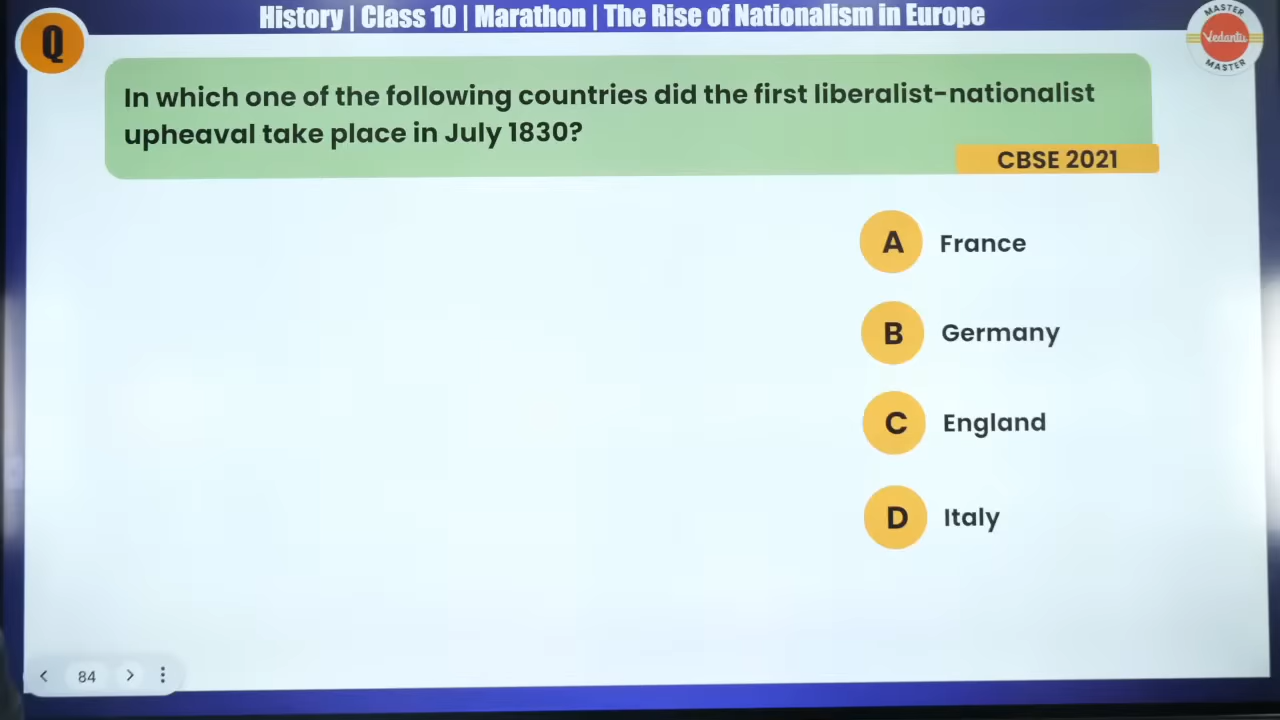 History | Class 10 | Marathon | The Rise of Nationalism in Europe
Q
MASTER
Vedantu
MASTER
In which one of the following countries did the first liberalist-nationalist
upheaval take place in July 1830?
CBSE 2021
A France
B Germany
C England
D Italy
84